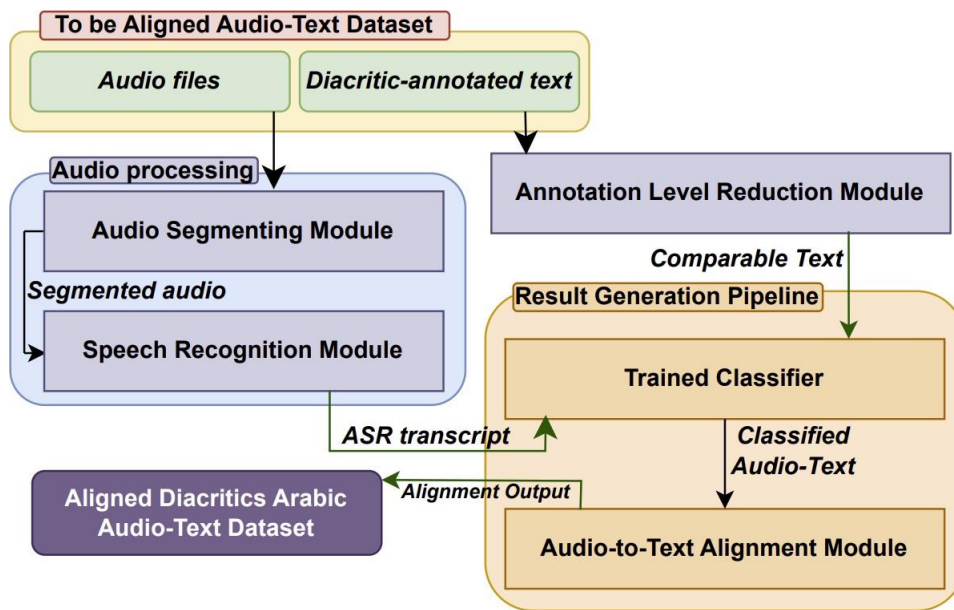 To be Aligned Audio-Text Dataset
Audio files
Diacritic-annotated text
Audio processing
Audio Segmenting Module
Segmented audio
Speech Recognition Module
ASR transcript
Annotation Level Reduction Module
Comparable Text
Result Generation Pipeline
Trained Classifier
Classified
Audio-Text
Audio-to-Text Alignment Module
Alignment Output
Aligned Diacritics Arabic
Audio-Text Dataset